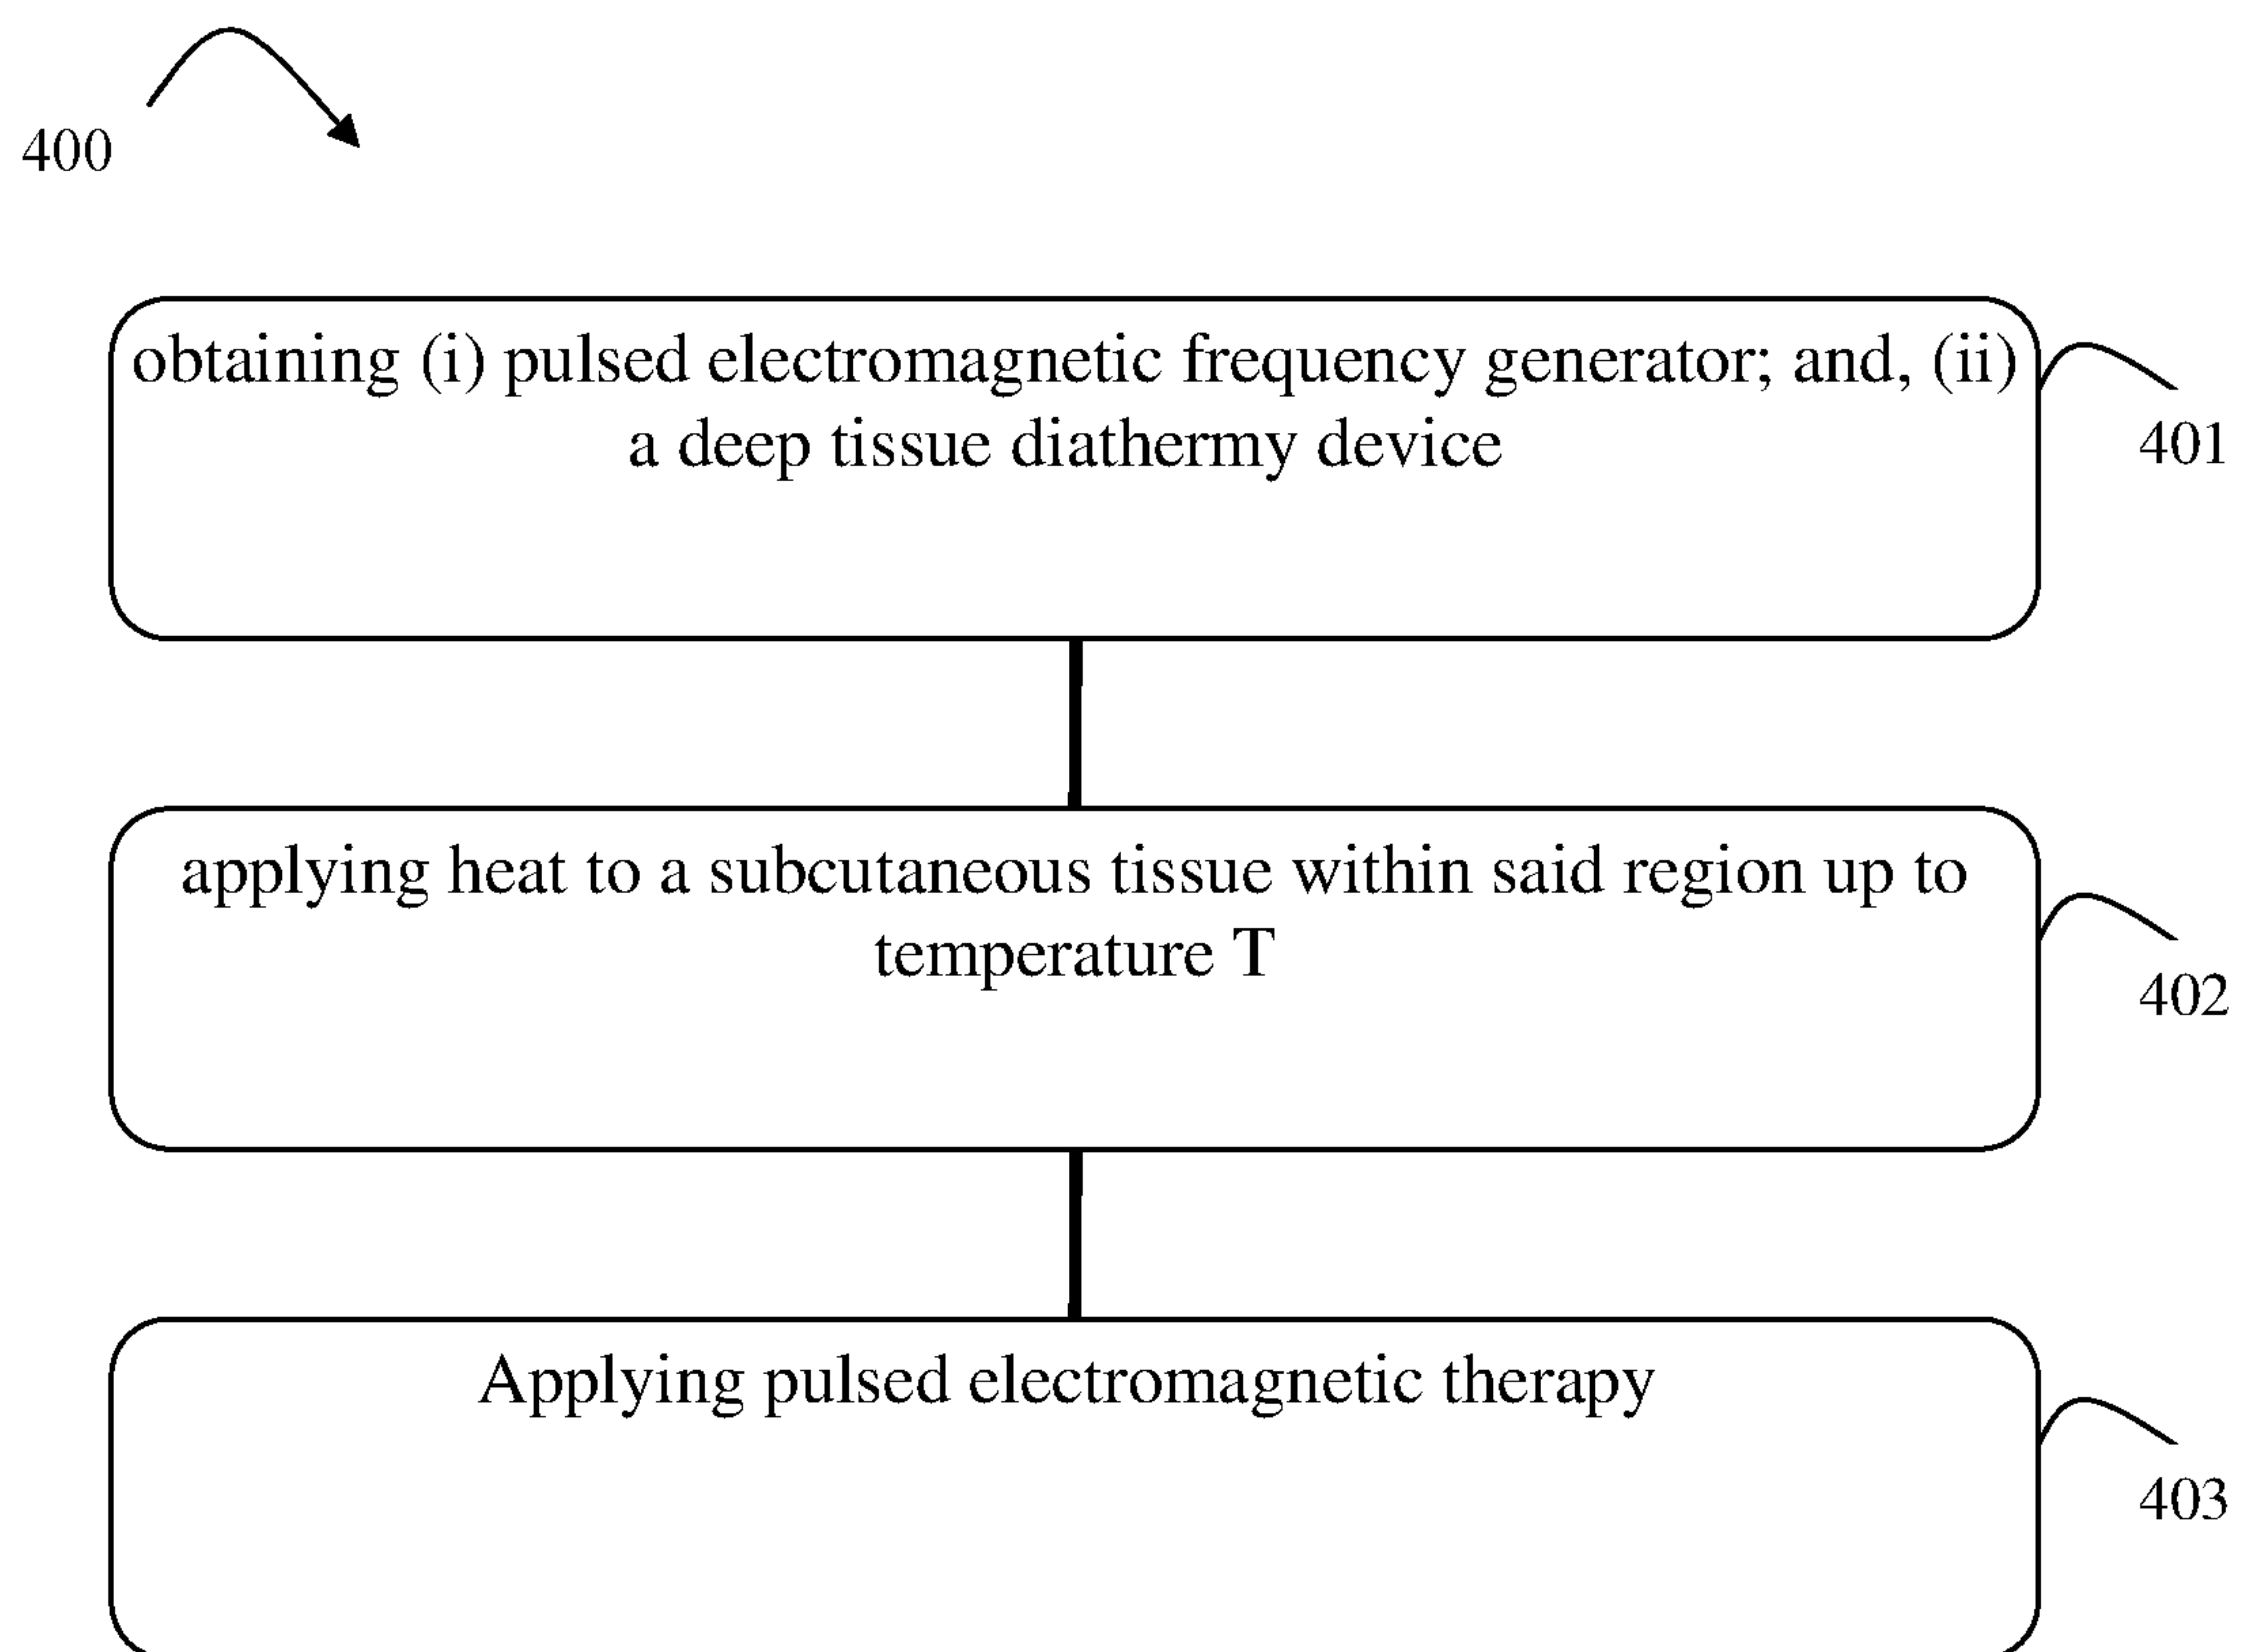 400
obtaining (i) pulsed electromagnetic frequency generator; and, (ii)
a deep tissue diathermy device
401
applying heat to a subcutaneous tissue within said region up to
temperature T
402
Applying pulsed electromagnetic therapy
403